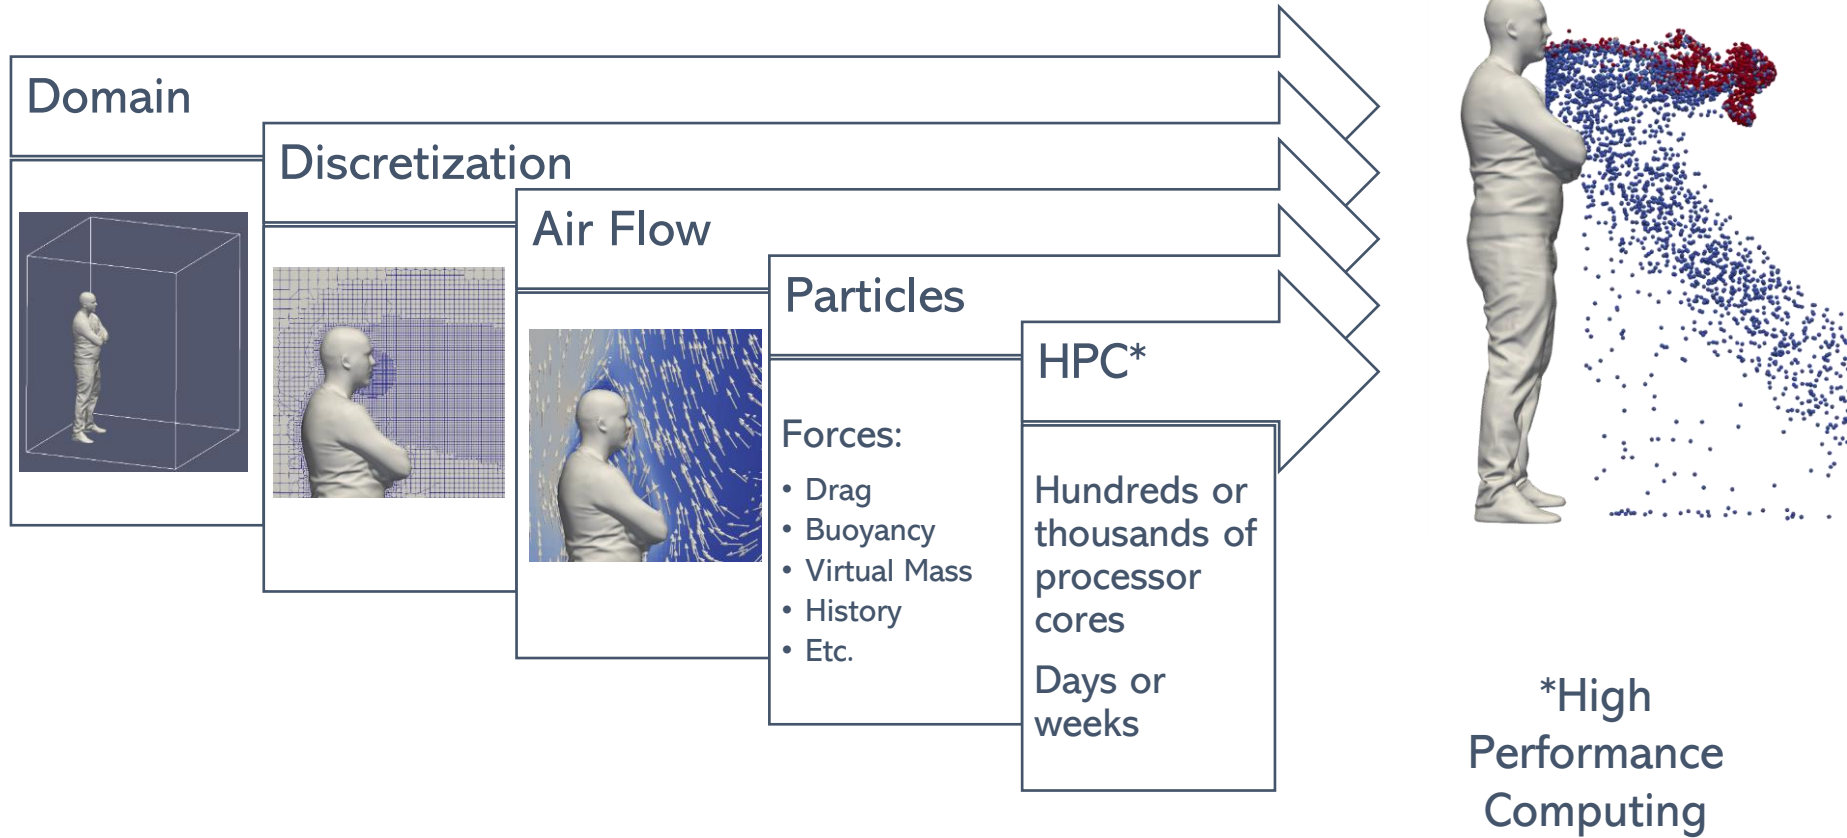 Domain
Discretization
Air Flow
Particles
Forces:
• Drag
• Buoyancy
• Virtual Mass
• History
• Etc.
HPC*
Hundreds or
thousands of
processor
cores
Days or
weeks
*High
Performance
Computing